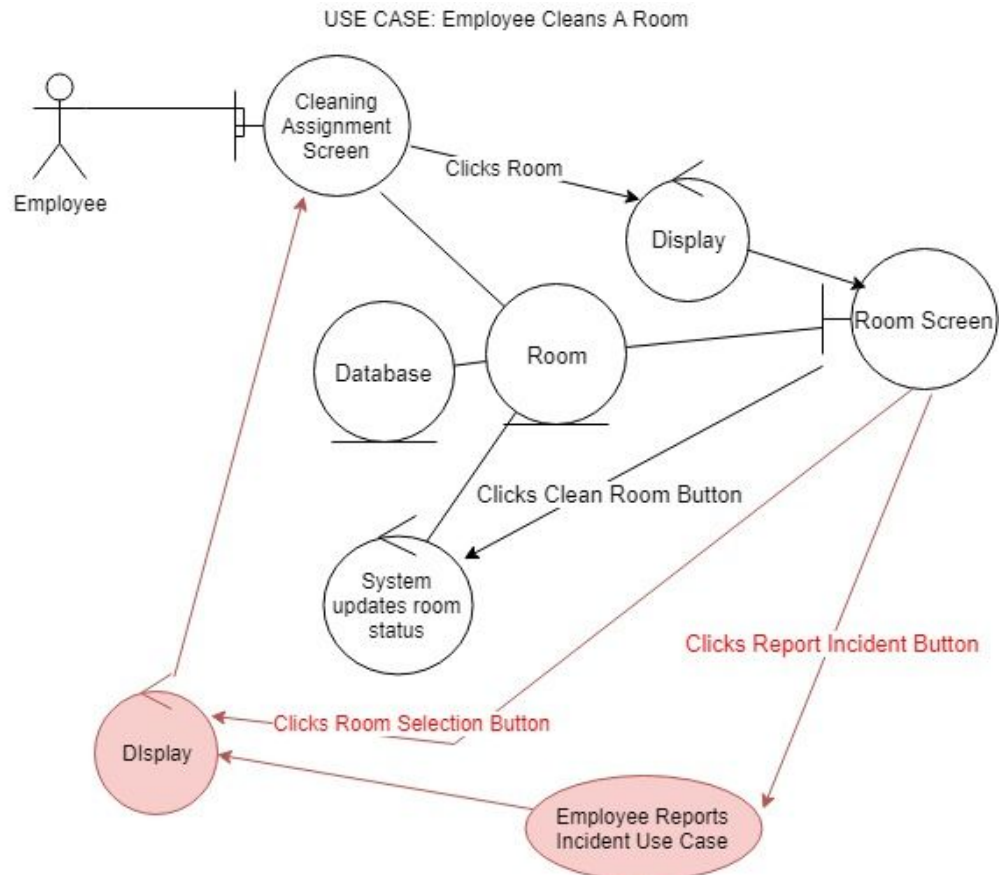 USE CASE: Employee Cleans A Room
Cleaning
Assignment
Screen
Employee
Clicks Room
Display
Room Screen
Database
Room
Clicks Clean Room Button
System
updates room
status
Clicks Report Incident Button
Clicks Room Selection Button
DIsplay
Employee Reports
Incident Use Case